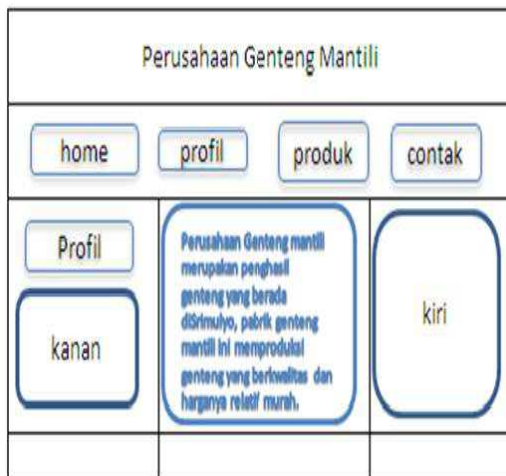 Perusahaan Genteng Mantili
home profil produk contak
Profil
kanan
Perusahaan Genteng mantili
merupakan penghasil
genteng yang berada
diSrimulyo, pabrik genteng
mantili ini memproduksi
genteng yang berkwalitas dan
harganya relatif murah.
kiri